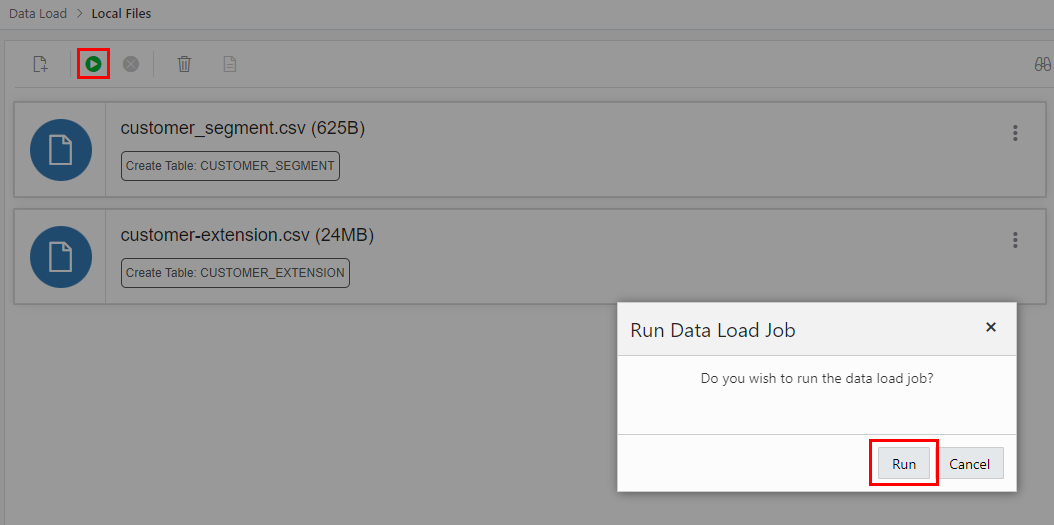 Data Load > Local Files
customer_segment.csv (625B)
Create Table: CUSTOMER_SEGMENT
customer-extension.csv (24MB)
Create Table: CUSTOMER_EXTENSION
Run Data Load Job
Do you wish to run the data load job?
Run Cancel